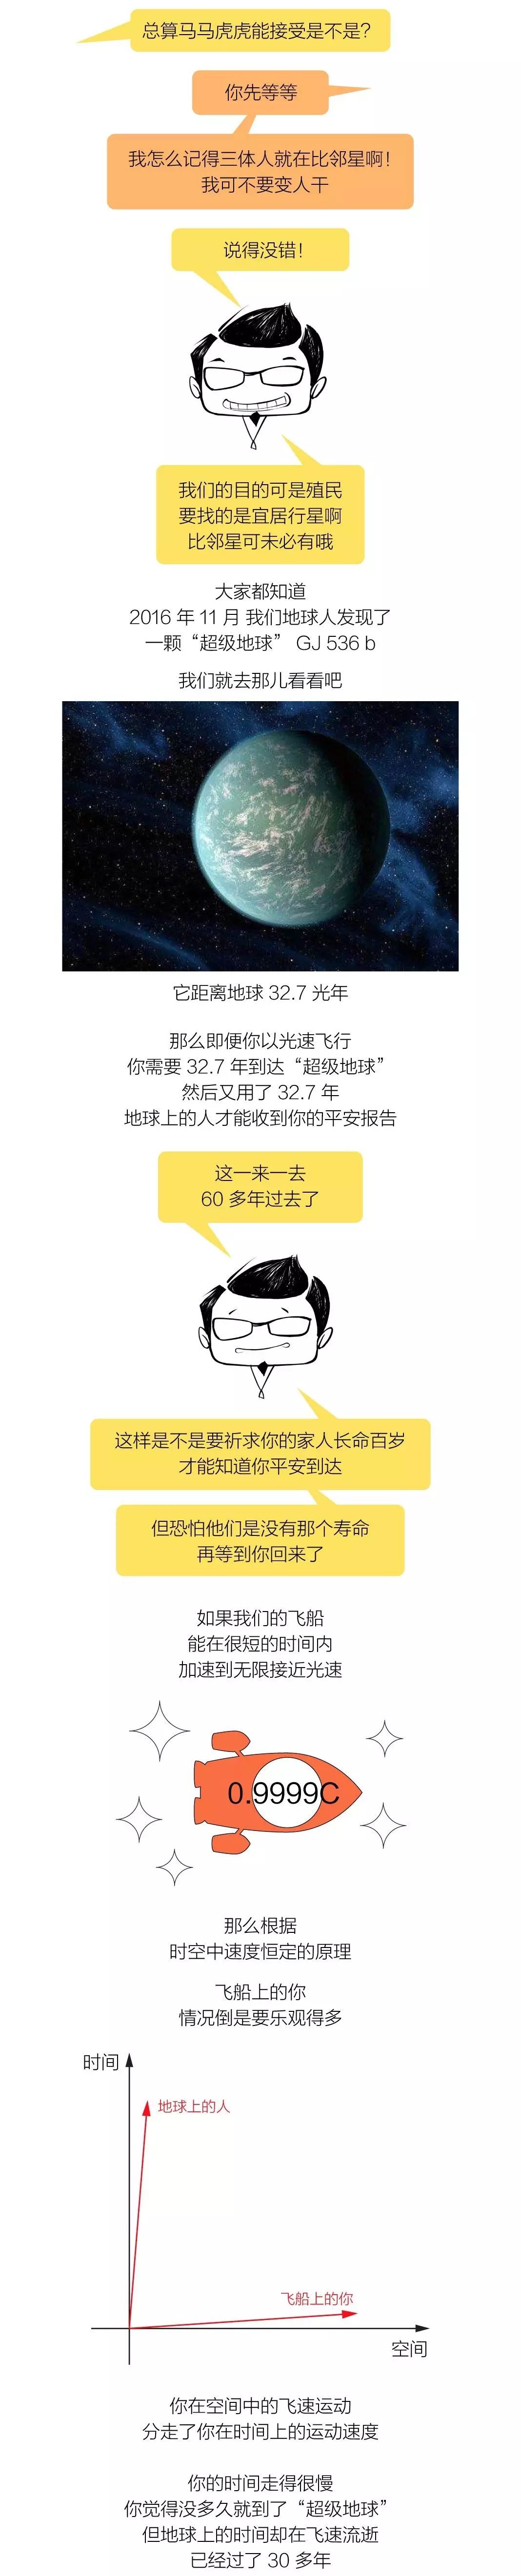 总算马马虎虎能接受是不是?
你先等等
我怎么记得三体人就在比邻星啊!
我可不要变人干
说得没错!
我们的目的可是殖民
要找的是宜居行星啊
比邻星可未必有哦
大家都知道
2016 年 11 月 我们地球人发现了
一颗“超级地球” GJ 536 b
我们就去那儿看看吧
它距离地球 32.7 光年
那么即便你以光速飞行
你需要 32.7 年到达“超级地球”
然后又用了 32.7 年
地球上的人才能收到你的平安报告
这一来一去
60 多年过去了
这样是不是要祈求你的家人长命百岁
才能知道你平安到达
但恐怕他们是没有那个寿命
再等到你回来了
如果我们的飞船
能在很短的时间内
加速到无限接近光速
0.9999C
那么根据
时空中速度恒定的原理
飞船上的你
情况倒是要乐观得多
时间
地球上的人
飞船上的你
空间
你在空间中的飞速运动
分走了你在时间上的运动速度
你的时间走得很慢
你觉得没多久就到了“超级地球”
但地球上的时间却在飞速流逝
已经过了 30 多年